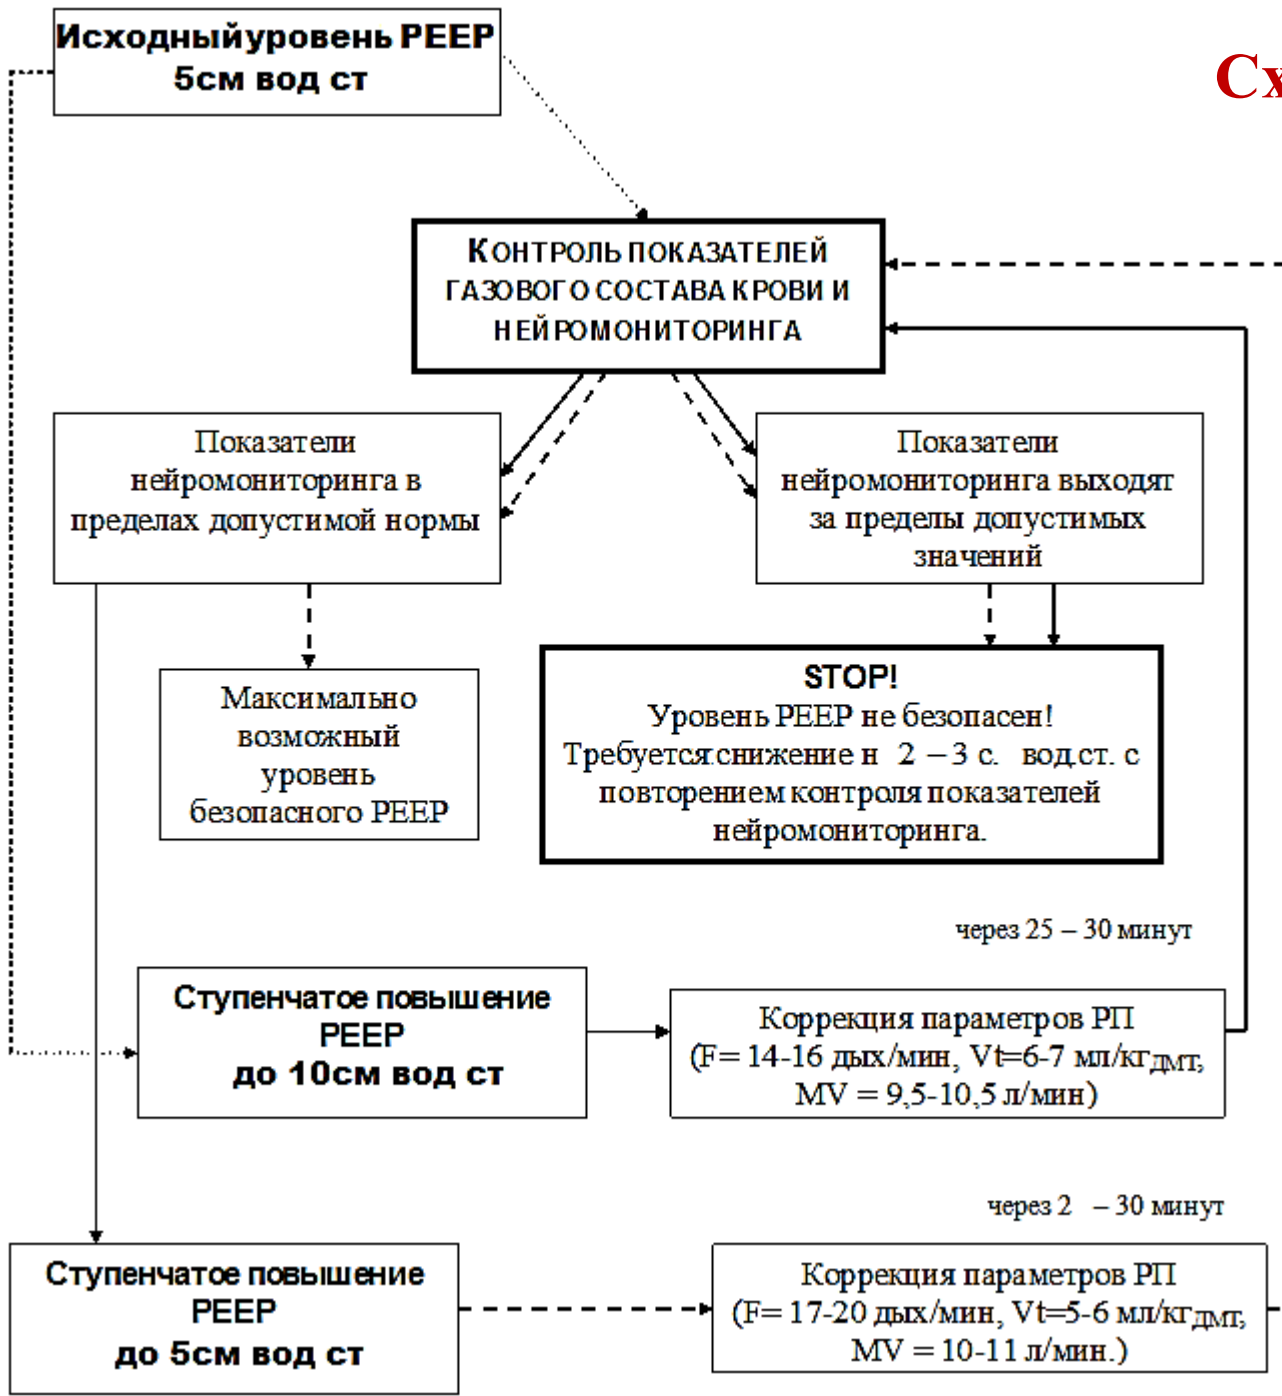 Исходный уровень PEEP
5см вод ст
Сх
КОНТРОЛЬ ПОКАЗАТЕЛЕЙ
ГАЗОВОГО СОСТАВА КРОВИ И
НЕЙРОМОНИТОРИНГА
Показатели
нейромониторинга в
пределах допустимой нормы
Показатели
нейромониторинга выходят
за пределы допустимых
значений
Максимально
возможный
уровень
безопасного PEEP
STOP!
Уровень PEEP не безопасен!
Требуется снижение н 2 – 3 с. вод.ст. с
повторением контроля показателей
нейромониторинга.
через 25 – 30 минут
Ступенчатое повышение
PEEP
до 10см вод ст
Коррекция параметров РП
(F= 14-16 дых/мин, Vt=6-7 мл/кгДМТ,
MV = 9,5-10,5 л/мин)
через 2 – 30 минут
Ступенчатое повышение
PEEP
до 5см вод ст
Коррекция параметров РП
(F= 17-20 дых/мин, Vt=5-6 мл/кгДМТ,
MV = 10-11 л/мин.)